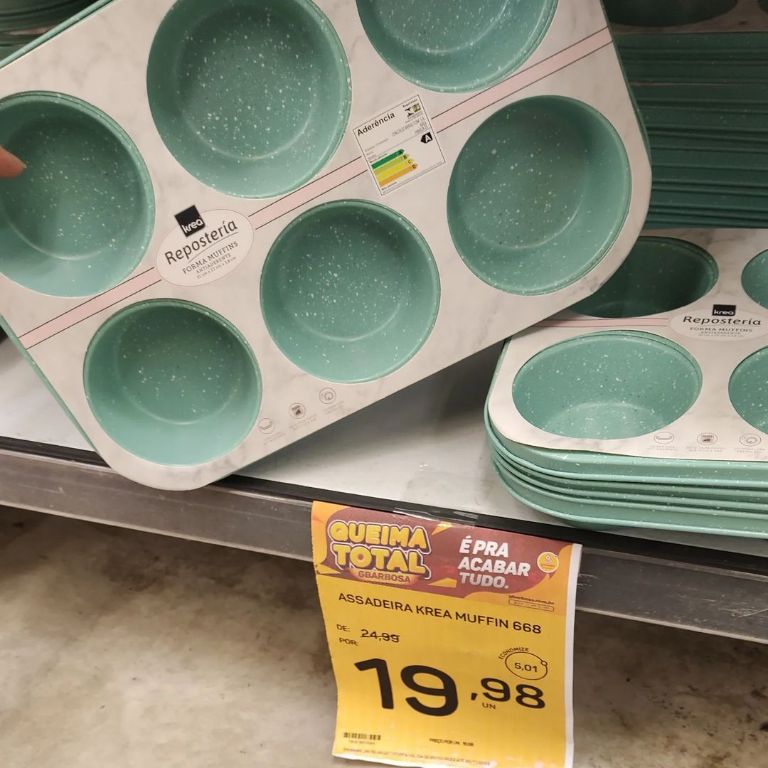 Aderência
A
A
krea
Repostería
FORMA MUFFINS
ANTIADERENTE
krea
Repostería
FORMA MUFFINS
QUEIMA
TOTAL
GBARBOSA
É PRA
ACABAR
TUDO.
ASSADEIRA KREA MUFFIN 668
DE: 24,99
POR:
ECONOMIZE
5,01
19,98
UN